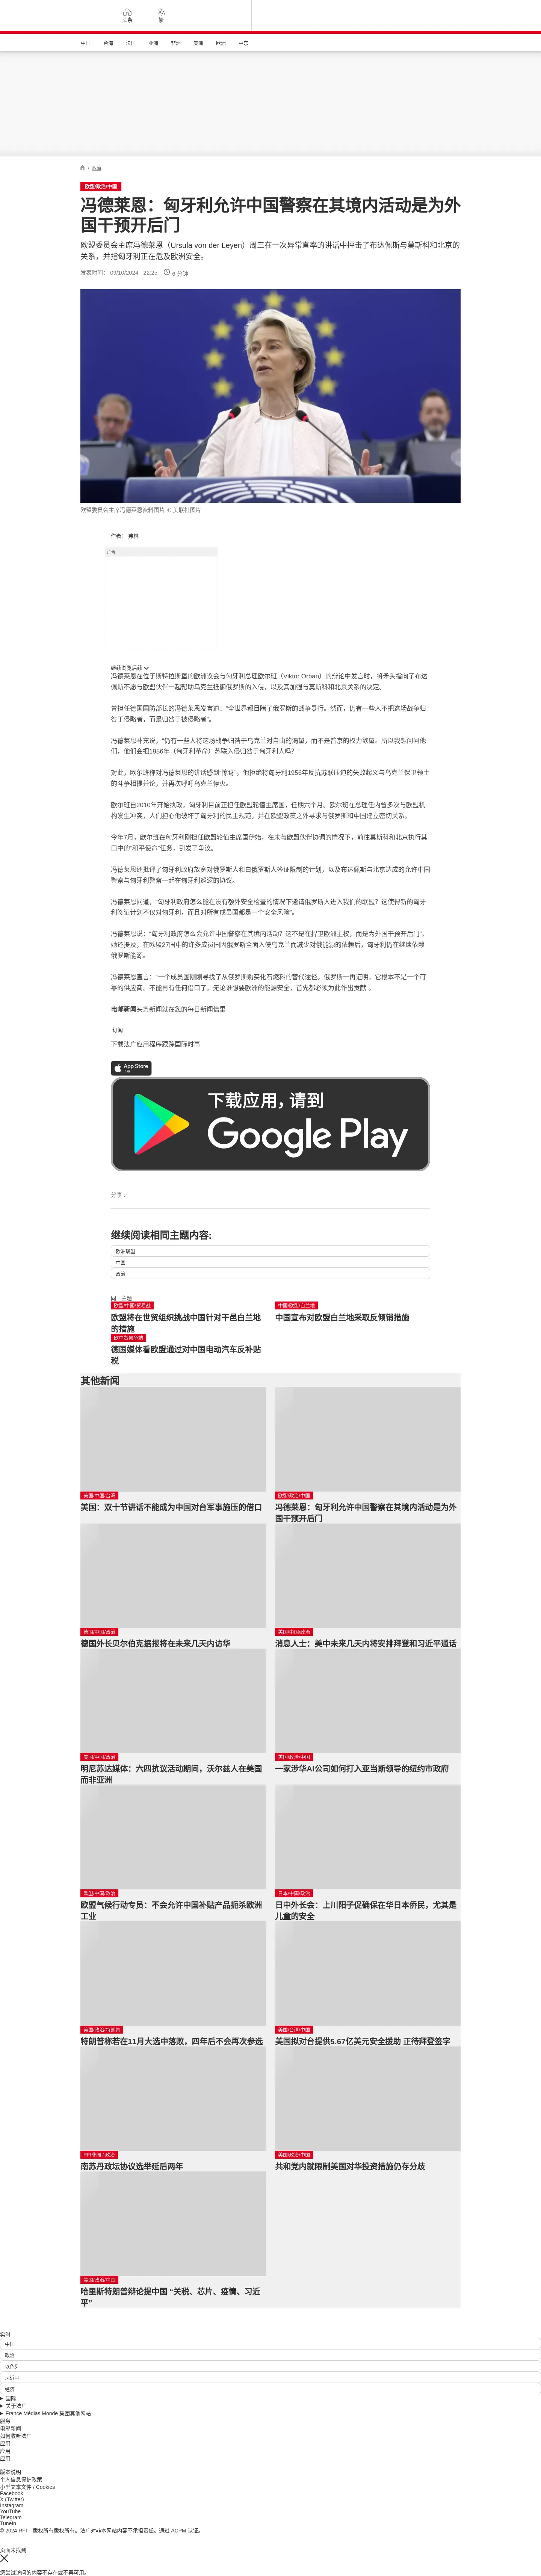 头条
繁
中国
台海
法国
亚洲
非洲
美洲
欧洲
中东
/ 政治
欧盟/政治/中国
冯德莱恩：匈牙利允许中国警察在其境内活动是为外
国干预开后门
欧盟委员会主席冯德莱恩（Ursula von der Leyen）周三在一次异常直率的讲话中抨击了布达佩斯与莫斯科和北京的
关系，并指匈牙利正在危及欧洲安全。
发表时间： 09/10/2024 - 22:25 6 分钟
欧盟委员会主席冯德莱恩资料图片 © 美联社图片
作者： 弗林
广告
继续浏览后续
冯德莱恩在位于斯特拉斯堡的欧洲议会与匈牙利总理欧尔班（Viktor Orban）的辩论中发言时，将矛头指向了布达
佩斯不愿与欧盟伙伴一起帮助乌克兰抵御俄罗斯的入侵，以及其加强与莫斯科和北京关系的决定。
曾担任德国国防部长的冯德莱恩发言道：“全世界都目睹了俄罗斯的战争暴行。然而，仍有一些人不把这场战争归
咎于侵略者，而是归咎于被侵略者”。
冯德莱恩补充说，“仍有一些人将这场战争归咎于乌克兰对自由的渴望，而不是普京的权力欲望。所以我想问问他
们，他们会把1956年（匈牙利革命）苏联入侵归咎于匈牙利人吗？”
对此，欧尔班称对冯德莱恩的讲话感到“惊讶”，他拒绝将匈牙利1956年反抗苏联压迫的失败起义与乌克兰保卫领土
的斗争相提并论，并再次呼吁乌克兰停火。
欧尔班自2010年开始执政，匈牙利目前正担任欧盟轮值主席国，任期六个月。欧尔班在总理任内曾多次与欧盟机
构发生冲突，人们担心他破坏了匈牙利的民主规范，并在欧盟政策之外寻求与俄罗斯和中国建立密切关系。
今年7月，欧尔班在匈牙利刚担任欧盟轮值主席国伊始，在未与欧盟伙伴协调的情况下，前往莫斯科和北京执行其
口中的“和平使命”任务，引发了争议。
冯德莱恩还批评了匈牙利政府放宽对俄罗斯人和白俄罗斯人签证限制的计划，以及布达佩斯与北京达成的允许中国
警察与匈牙利警察一起在匈牙利巡逻的协议。
冯德莱恩问道，“匈牙利政府怎么能在没有额外安全检查的情况下邀请俄罗斯人进入我们的联盟？这使得新的匈牙
利签证计划不仅对匈牙利，而且对所有成员国都是一个安全风险”。
冯德莱恩说：“匈牙利政府怎么会允许中国警察在其境内活动？这不是在捍卫欧洲主权，而是为外国干预开后门”。
她还提及，在欧盟27国中的许多成员国因俄罗斯全面入侵乌克兰而减少对俄能源的依赖后，匈牙利仍在继续依赖
俄罗斯能源。
冯德莱恩直言：“一个成员国刚刚寻找了从俄罗斯购买化石燃料的替代途径。俄罗斯一再证明，它根本不是一个可
靠的供应商。不能再有任何借口了。无论谁想要欧洲的能源安全，首先都必须为此作出贡献”。
电邮新闻头条新闻就在您的每日新闻信里
订阅
下载法广应用程序跟踪国际时事
App Store
下载
下载应用，请到
Google Play
分享 :
继续阅读相同主题内容:
欧洲联盟
中国
政治
同一主题
欧盟/中国/贸易战
欧盟将在世贸组织挑战中国针对干邑白兰地
的措施
中国/欧盟/白兰地
中国宣布对欧盟白兰地采取反倾销措施
欧中贸易争端
德国媒体看欧盟通过对中国电动汽车反补贴
税
其他新闻
美国/中国/台湾
美国：双十节讲话不能成为中国对台军事施压的借口
欧盟/政治/中国
冯德莱恩：匈牙利允许中国警察在其境内活动是为外
国干预开后门
德国/中国/政治
德国外长贝尔伯克据报将在未来几天内访华
美国/中国/政治
消息人士：美中未来几天内将安排拜登和习近平通话
美国/中国/政治
明尼苏达媒体：六四抗议活动期间，沃尔兹人在美国
而非亚洲
美国/政治/中国
一家涉华AI公司如何打入亚当斯领导的纽约市政府
欧盟/中国/政治
欧盟气候行动专员：不会允许中国补贴产品扼杀欧洲
工业
日本/中国/政治
日中外长会：上川阳子促确保在华日本侨民，尤其是
儿童的安全
美国/政治/特朗普
特朗普称若在11月大选中落败，四年后不会再次参选
美国/台湾/中国
美国拟对台提供5.67亿美元安全援助 正待拜登签字
RFI非洲 / 政治
南苏丹政坛协议选举延后两年
美国/政治/中国
共和党内就限制美国对华投资措施仍存分歧
美国/政治/中国
哈里斯特朗普辩论提中国 “关税、芯片、疫情、习近
平”
实时
中国
政治
以色列
习近平
经济
国际
关于法广
France Médias Monde 集团其他网站
服务
电邮新闻
如何收听法广
应用
应用
应用
版本说明
个人信息保护政策
小型文本文件 / Cookies
Facebook
X (Twitter)
Instagram
YouTube
Telegram
TuneIn
© 2024 RFI – 版权所有版权所有。法广对非本网站内容不承担责任。通过 ACPM 认证。
页面未找到
您尝试访问的内容不存在或不再可用。